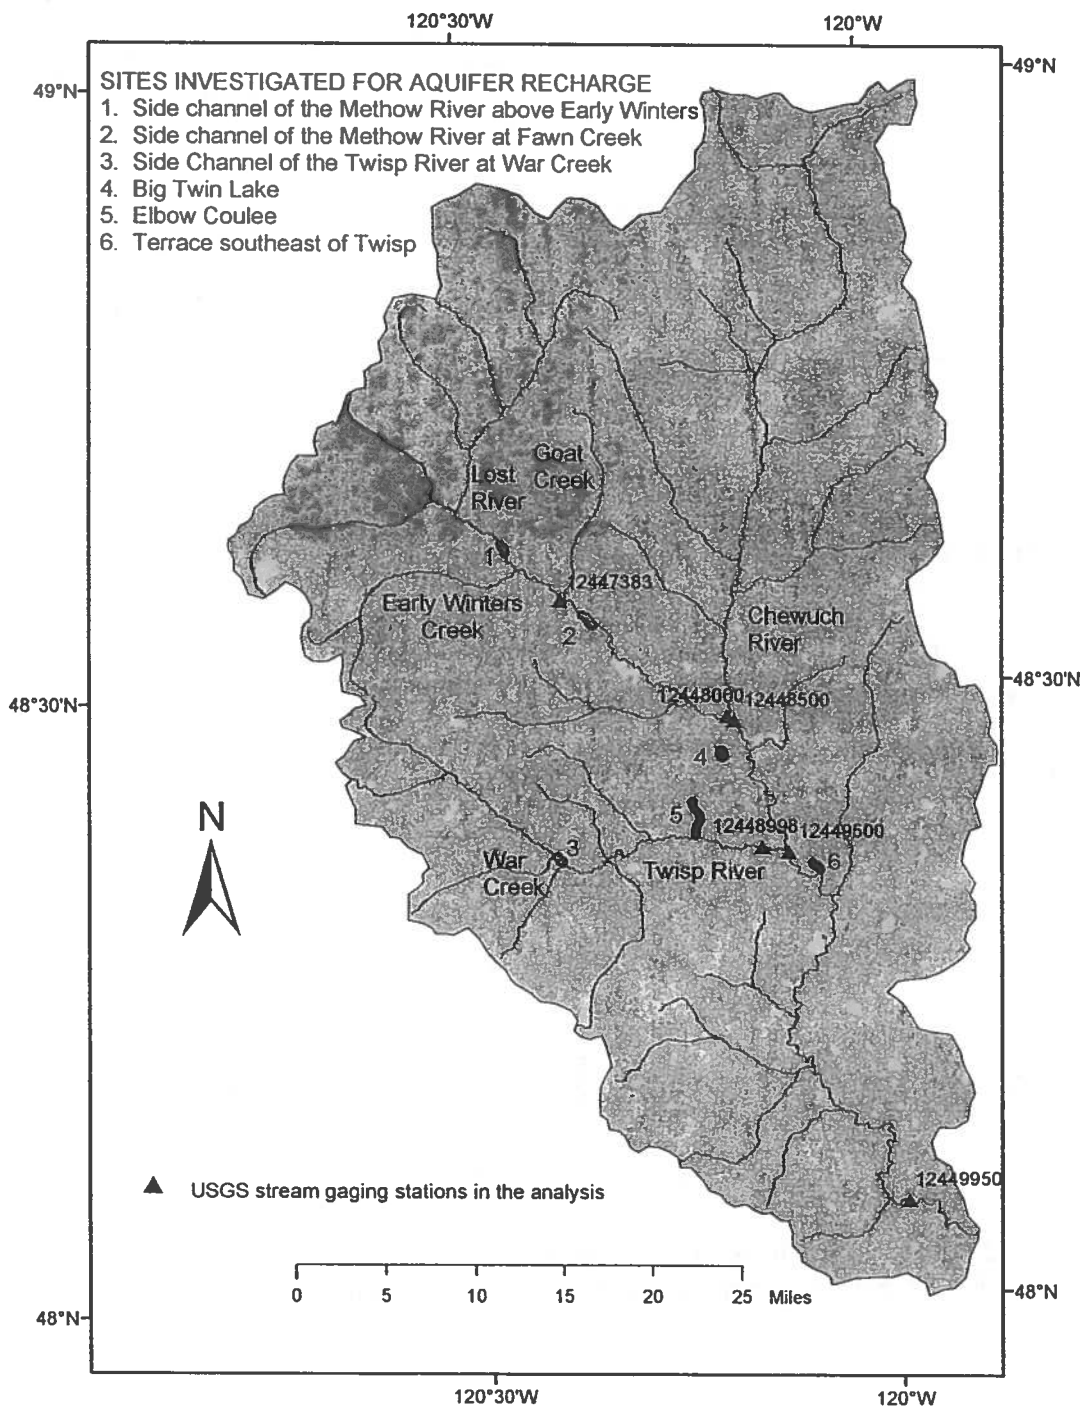 120°30'W
120°W
49°N
49°N
SITES INVESTIGATED FOR AQUIFER RECHARGE
1. Side channel of the Methow River above Early Winters
2. Side channel of the Methow River at Fawn Creek
3. Side Channel of the Twisp River at War Creek
4. Big Twin Lake
5. Elbow Coulee
6. Terrace southeast of Twisp
Goat
Creek
Lost
River
1
12447383
Early Winters
Creek
2
Chewuch
River
48°30'N
48°30'N
12448000
12448500
4
5
12448998
12449500
3
War
Creek
Twisp River
6
N
12449950
USGS stream gaging stations in the analysis
0 5 10 15 20 25 Miles
48°N
48°N
120°30'W
120°W